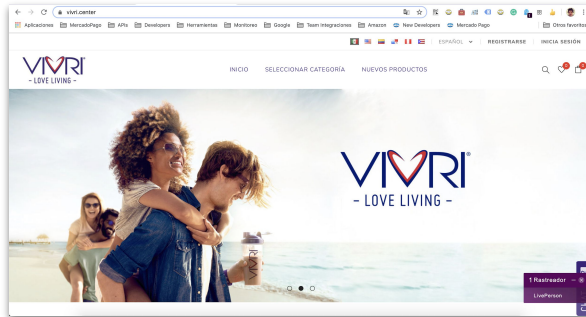 vivri.center
Aplicaciones MercadoPago APIs Developers Herramientas Monitoreo Google Team Integraciones Amazon New Developers Mercado Pago Otros favoritos
ESPAÑOL REGISTRARSE INICIA SESIÓN
VIVRI
- LOVE LIVING -
INICIO SELECCIONAR CATEGORÍA NUEVOS PRODUCTOS
VIVRI
- LOVE LIVING -
VIVRI
1 Rastreador
LivePerson